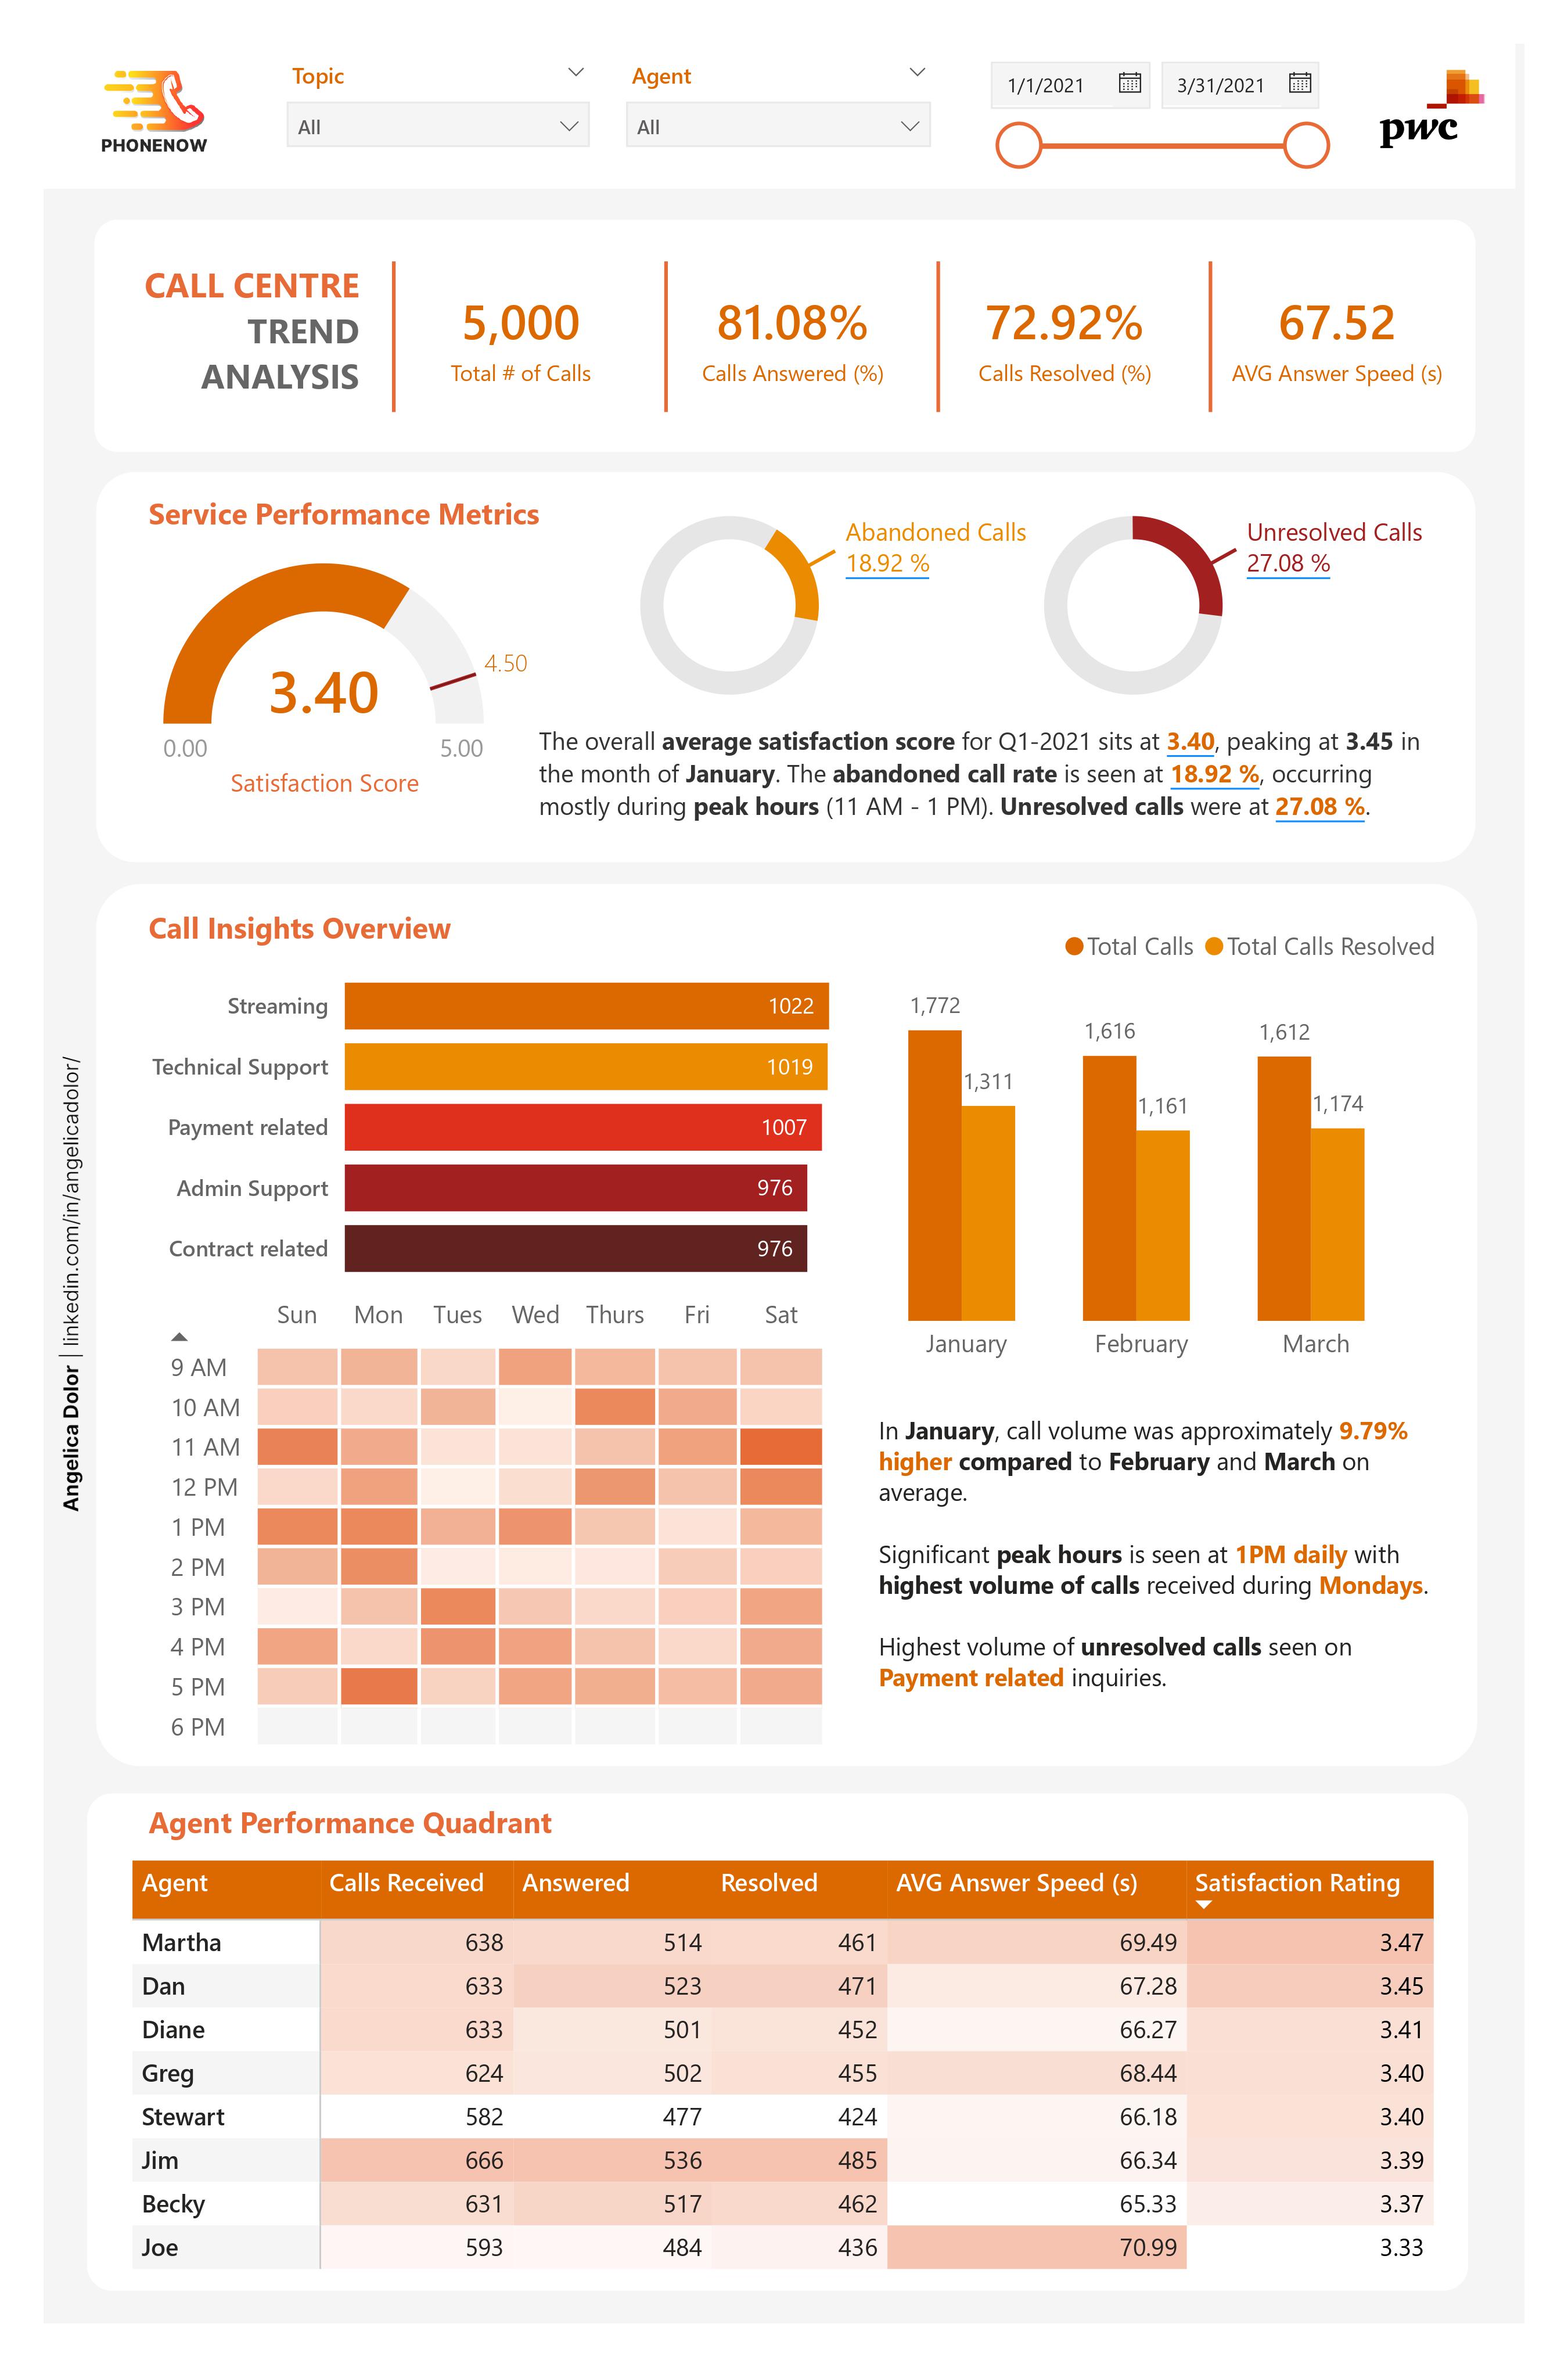 PHONENOW
Topic
All
Agent
All
1/1/2021
3/31/2021
pwc
CALL CENTRE
TREND
ANALYSIS
5,000
Total # of Calls
81.08%
Calls Answered (%)
72.92%
Calls Resolved (%)
67.52
AVG Answer Speed (s)
Service Performance Metrics
3.40
4.50
0.00
5.00
Satisfaction Score
Abandoned Calls
18.92 %
Unresolved Calls
27.08 %
The overall average satisfaction score for Q1-2021 sits at 3.40, peaking at 3.45 in
the month of January. The abandoned call rate is seen at 18.92 %, occurring
mostly during peak hours (11 AM - 1 PM). Unresolved calls were at 27.08 %.
Call Insights Overview
Streaming 1022
Technical Support 1019
Payment related 1007
Admin Support 976
Contract related 976
Total Calls Total Calls Resolved
1,772
1,311
1,616
1,161
1,612
1,174
January February March
Sun Mon Tues Wed Thurs Fri Sat
9 AM
10 AM
11 AM
12 PM
1 PM
2 PM
3 PM
4 PM
5 PM
6 PM
In January, call volume was approximately 9.79%
higher compared to February and March on
average.
Significant peak hours is seen at 1PM daily with
highest volume of calls received during Mondays.
Highest volume of unresolved calls seen on
Payment related inquiries.
Angelica Dolor | linkedin.com/in/angelicadolor/
Agent Performance Quadrant
Agent Calls Received Answered Resolved AVG Answer Speed (s) Satisfaction Rating
Martha 638 514 461 69.49 3.47
Dan 633 523 471 67.28 3.45
Diane 633 501 452 66.27 3.41
Greg 624 502 455 68.44 3.40
Stewart 582 477 424 66.18 3.40
Jim 666 536 485 66.34 3.39
Becky 631 517 462 65.33 3.37
Joe 593 484 436 70.99 3.33